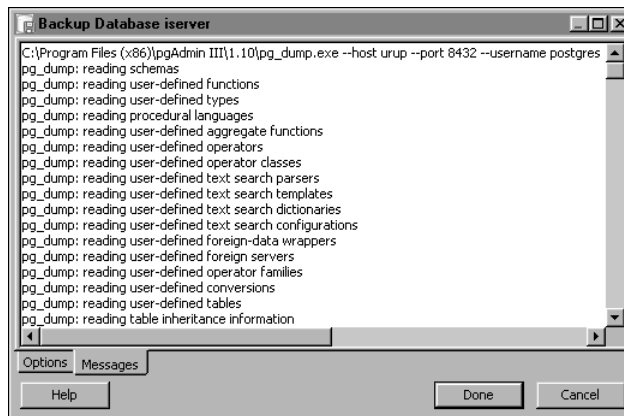 Backup Database iserver
C:\Program Files (x86)\pgAdmin III\1.10\pg_dump.exe --host urup --port 8432 --username postgres
pg_dump: reading schemas
pg_dump: reading user-defined functions
pg_dump: reading user-defined types
pg_dump: reading procedural languages
pg_dump: reading user-defined aggregate functions
pg_dump: reading user-defined operators
pg_dump: reading user-defined operator classes
pg_dump: reading user-defined text search parsers
pg_dump: reading user-defined text search templates
pg_dump: reading user-defined text search dictionaries
pg_dump: reading user-defined text search configurations
pg_dump: reading user-defined foreign-data wrappers
pg_dump: reading user-defined foreign servers
pg_dump: reading user-defined operator families
pg_dump: reading user-defined conversions
pg_dump: reading user-defined tables
pg_dump: reading table inheritance information
Options Messages
Help Done Cancel